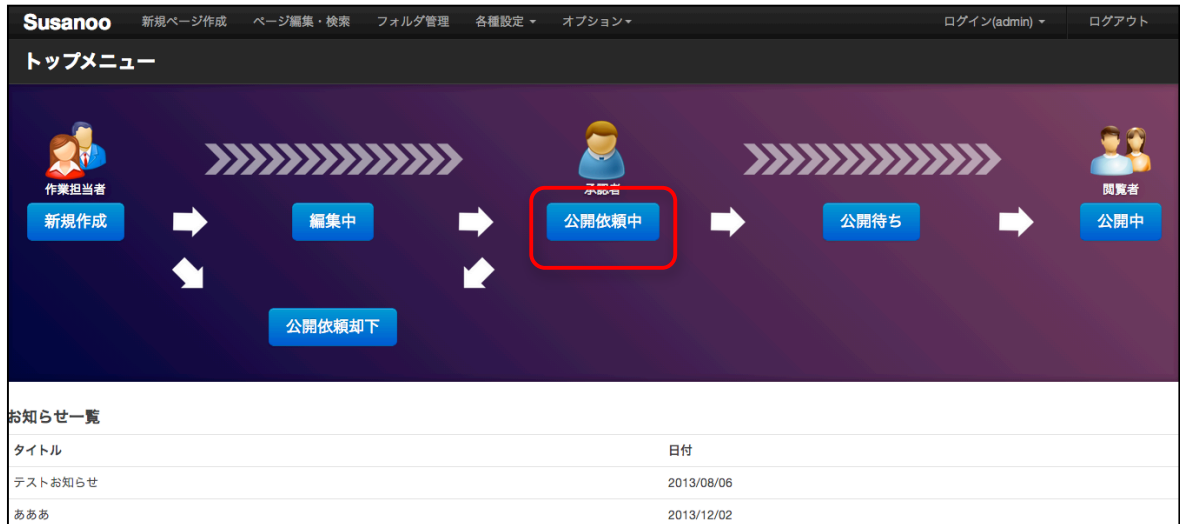 Susanoo 新規ページ作成 ページ編集・検索 フォルダ管理 各種設定 オプション ログイン(admin) ログアウト
トップメニュー
作業担当者 承認者 閲覧者
新規作成 編集中 公開依頼中 公開待ち 公開中
公開依頼却下
お知らせ一覧
タイトル 日付
テストお知らせ 2013/08/06
あああ 2013/12/02